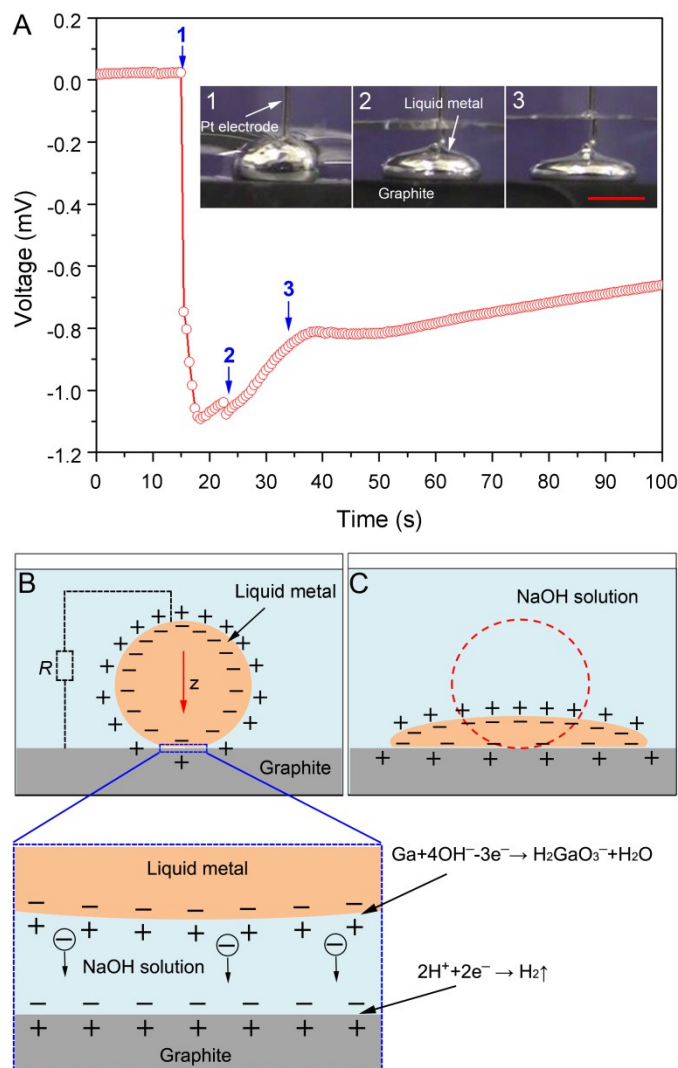 A
0.2
0.0
-0.2
-0.4
-0.6
-0.8
-1.0
-1.2
Voltage (mV)
0 10 20 30 40 50 60 70 80 90 100
Time (s)
1
2
3
1
Pt electrode
2
Liquid metal
Graphite
3
B
Liquid metal
R
z
Graphite
C
NaOH solution
Liquid metal
NaOH solution
Graphite
Ga+4OH⁻-3e⁻→ H₂GaO₃⁻+H₂O
2H⁺+2e⁻ → H₂↑